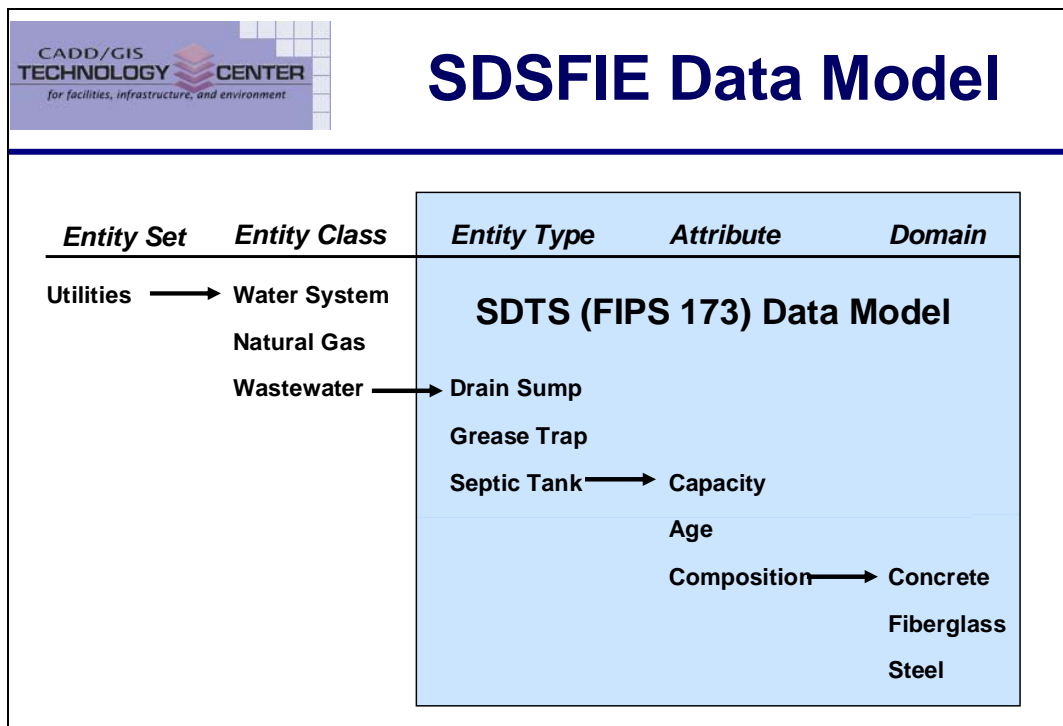 CADD/GIS
TECHNOLOGY CENTER
for facilities, infrastructure, and environment
SDSFIE Data Model
Entity Set Entity Class Entity Type Attribute Domain
Utilities Water System
SDTS (FIPS 173) Data Model
Natural Gas
Wastewater Drain Sump
Grease Trap
Septic Tank Capacity
Age
Composition Concrete
Fiberglass
Steel